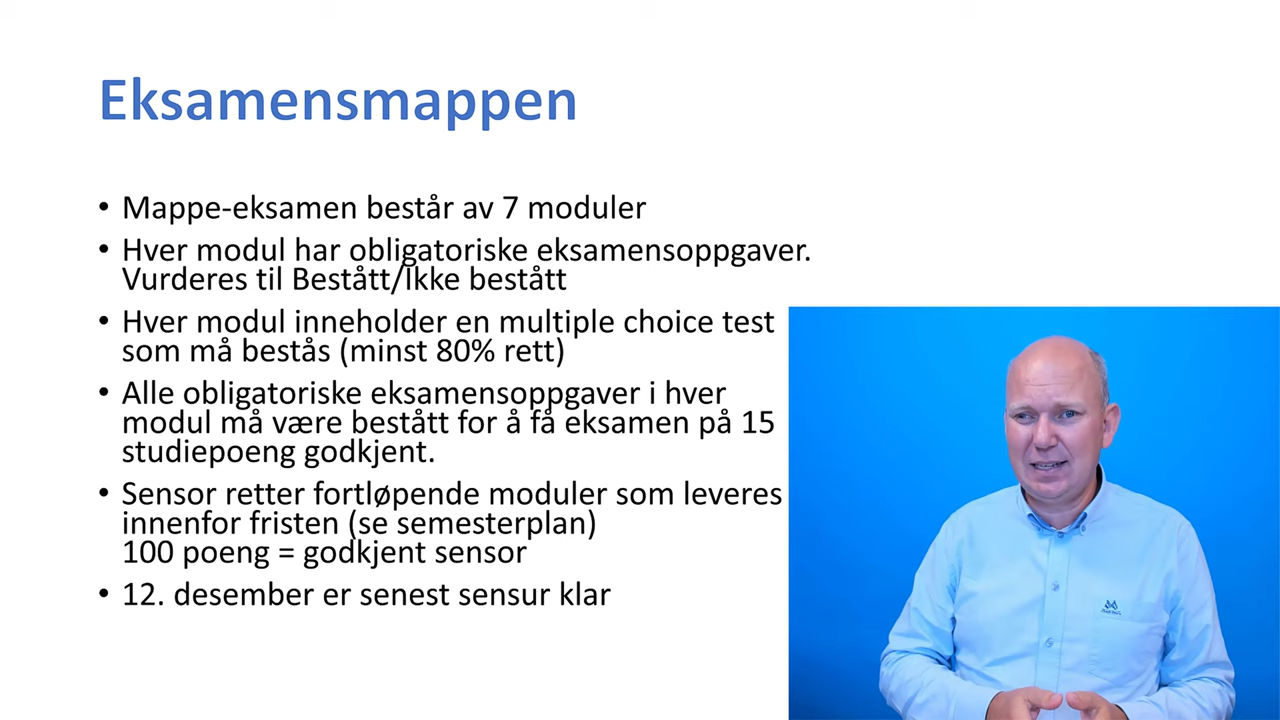 Eksamensmappen
• Mappe-eksamen består av 7 moduler
• Hver modul har obligatoriske eksamensoppgaver.
Vurderes til Bestått/Ikke bestått
• Hver modul inneholder en multiple choice test
som må bestås (minst 80% rett)
• Alle obligatoriske eksamensoppgaver i hver
modul må være bestått for å få eksamen på 15
studiepoeng godkjent.
• Sensor retter fortløpende moduler som leveres
innenfor fristen (se semesterplan)
100 poeng = godkjent sensor
• 12. desember er senest sensur klar